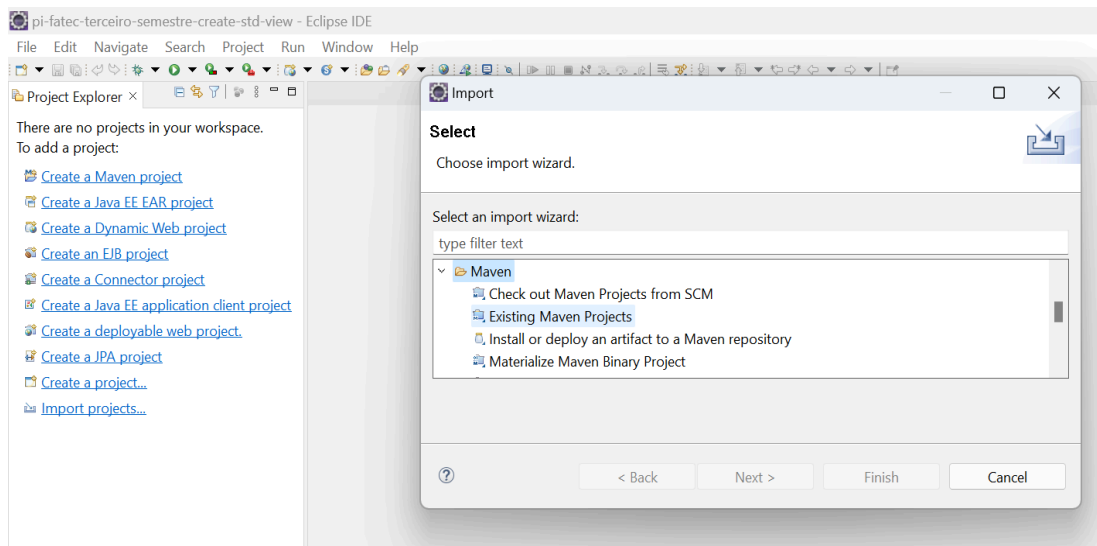 pi-fatec-terceiro-semestre-create-std-view - Eclipse IDE
File Edit Navigate Search Project Run Window Help
Project Explorer
There are no projects in your workspace.
To add a project:
Create a Maven project
Create a Java EE EAR project
Create a Dynamic Web project
Create an EJB project
Create a Connector project
Create a Java EE application client project
Create a deployable web project.
Create a JPA project
Create a project...
Import projects...
Import
Select
Choose import wizard.
Select an import wizard:
type filter text
Maven
Check out Maven Projects from SCM
Existing Maven Projects
Install or deploy an artifact to a Maven repository
Materialize Maven Binary Project
< Back Next > Finish Cancel